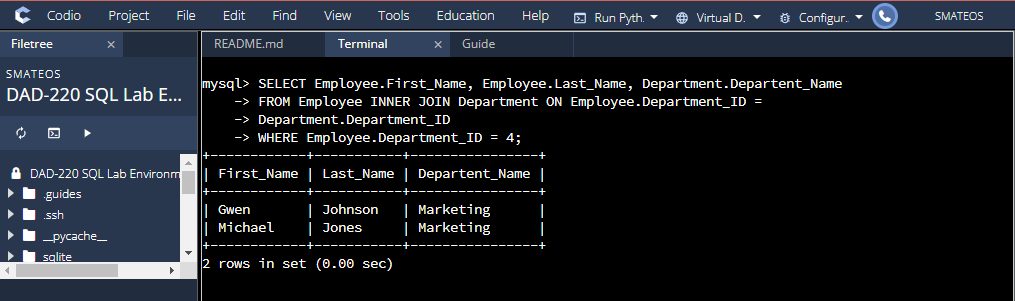 Codio Project File Edit Find View Tools Education Help Run Pyth. Virtual D. Configur.. SMATEOS
Filetree × README.md Terminal × Guide
SMATEOS
DAD-220 SQL Lab E...
DAD-220 SQL Lab Environm
.guides
.ssh
__pycache__
sqlite
mysql> SELECT Employee.First_Name, Employee.Last_Name, Department.Departent_Name
-> FROM Employee INNER JOIN Department ON Employee.Department_ID =
-> Department.Department_ID
-> WHERE Employee.Department_ID = 4;
+------------+-----------+----------------+
| First_Name | Last_Name | Departent_Name |
+------------+-----------+----------------+
| Gwen | Johnson | Marketing |
| Michael | Jones | Marketing |
+------------+-----------+----------------+
2 rows in set (0.00 sec)